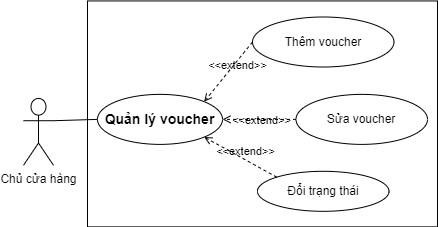 Thêm voucher
<<extend>>
Quản lý voucher
<<extend>>
Sửa voucher
<<extend>>
Chủ cửa hàng
Đổi trạng thái